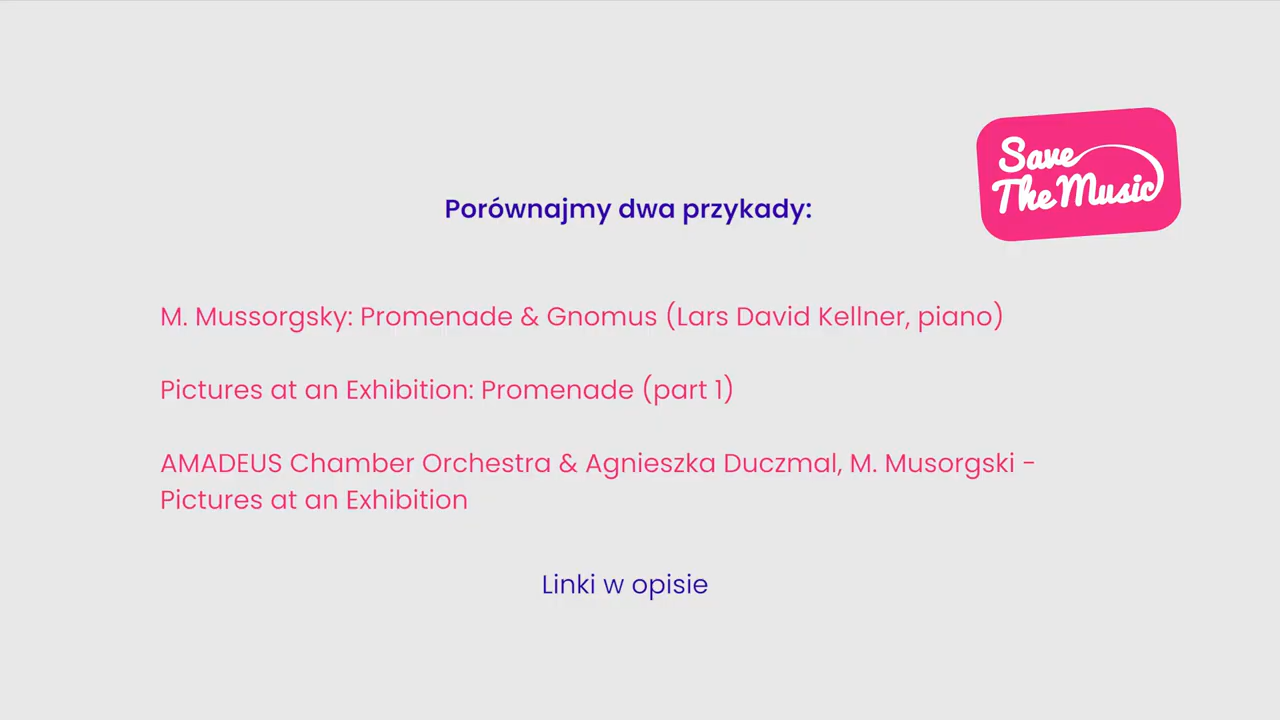 Save
The Music
Porównajmy dwa przykady:
M. Mussorgsky: Promenade & Gnomus (Lars David Kellner, piano)
Pictures at an Exhibition: Promenade (part 1)
AMADEUS Chamber Orchestra & Agnieszka Duczmal, M. Musorgski -
Pictures at an Exhibition
Linki w opisie